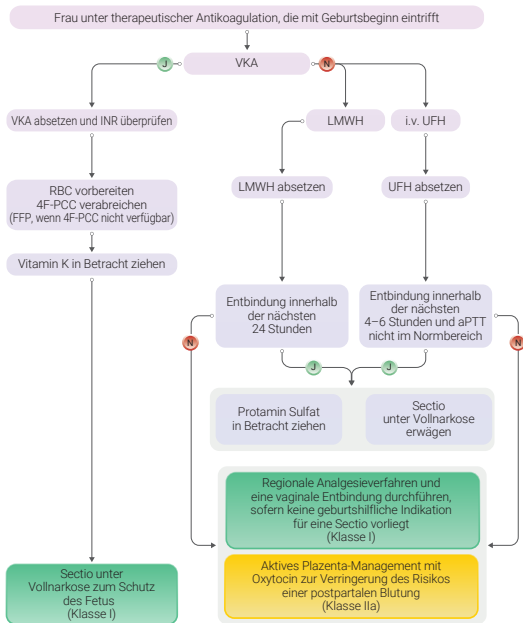 Frau unter therapeutischer Antikoagulation, die mit Geburtsbeginn eintrifft
J
VKA
N
VKA absetzen und INR überprüfen
LMWH
i.v. UFH
RBC vorbereiten
4F-PCC verabreichen
(FFP, wenn 4F-PCC nicht verfügbar)
LMWH absetzen
UFH absetzen
Vitamin K in Betracht ziehen
Entbindung innerhalb
der nächsten
24 Stunden
Entbindung innerhalb
der nächsten
4–6 Stunden und aPTT
nicht im Normbereich
N
N
J
J
Protamin Sulfat
in Betracht ziehen
Sectio
unter Vollnarkose
erwägen
Regionale Analgesieverfahren und
eine vaginale Entbindung durchführen,
sofern keine geburtshilfliche Indikation
für eine Sectio vorliegt
(Klasse I)
Aktives Plazenta-Management mit
Oxytocin zur Verringerung des Risikos
einer postpartalen Blutung
(Klasse IIa)
Sectio unter
Vollnarkose zum Schutz
des Fetus
(Klasse I)